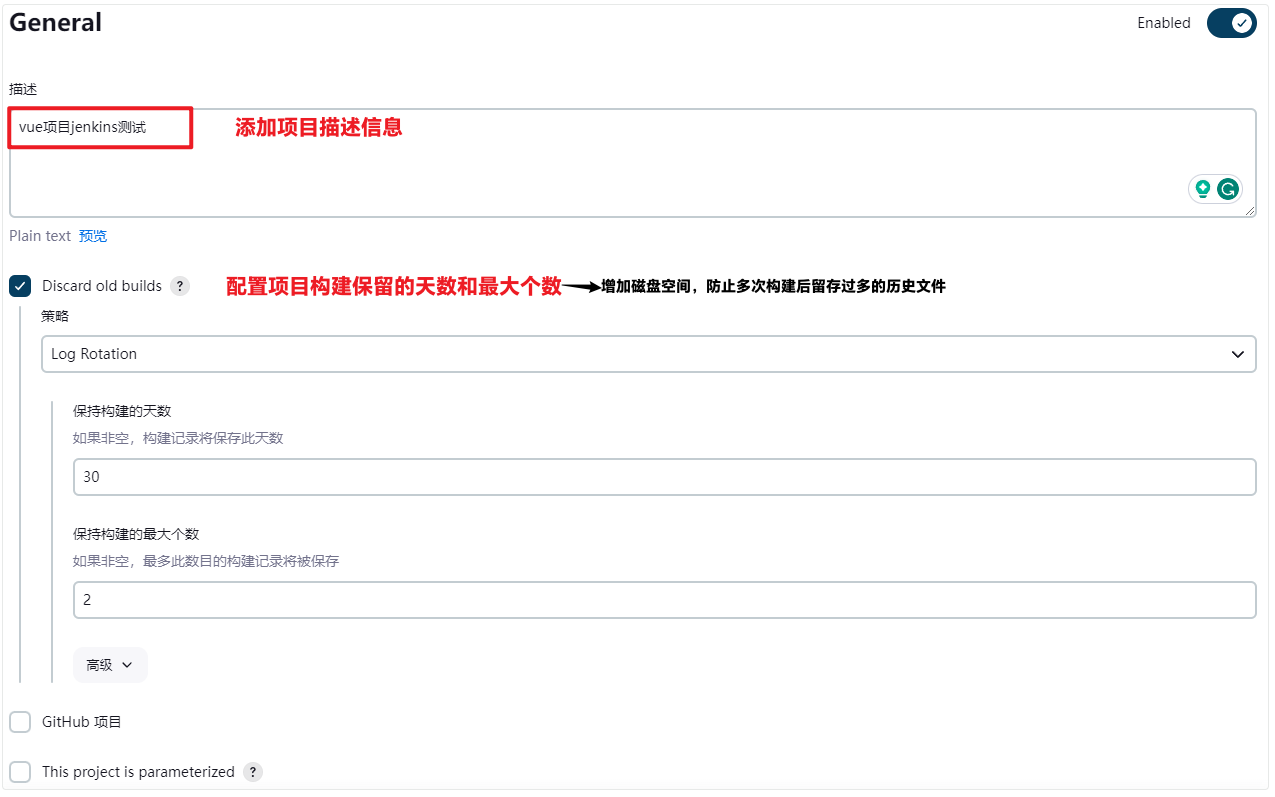 General
Enabled
描述
vue项目jenkins测试
添加项目描述信息
Plain text 预览
Discard old builds ?
配置项目构建保留的天数和最大个数
增加磁盘空间，防止多次构建后留存过多的历史文件
策略
Log Rotation
保持构建的天数
如果非空，构建记录将保存此天数
30
保持构建的最大个数
如果非空，最多此数目的构建记录将被保存
2
高级
GitHub 项目
This project is parameterized ?